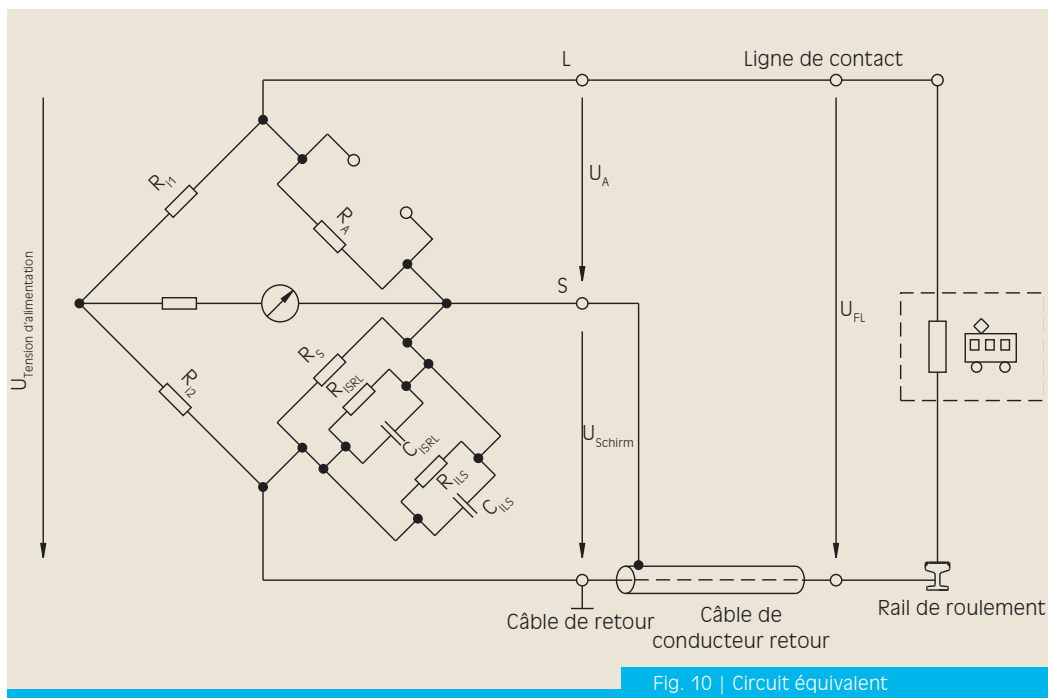 L
Ligne de contact
R_i1
R_A
U_A
S
U_Tension d'alimentation
U_FL
R_i2
R_S
R_ISRL
C_ISRL
U_Schirm
R_ILS
C_ILS
Câble de retour
Câble de
conducteur retour
Rail de roulement
Fig. 10 | Circuit équivalent